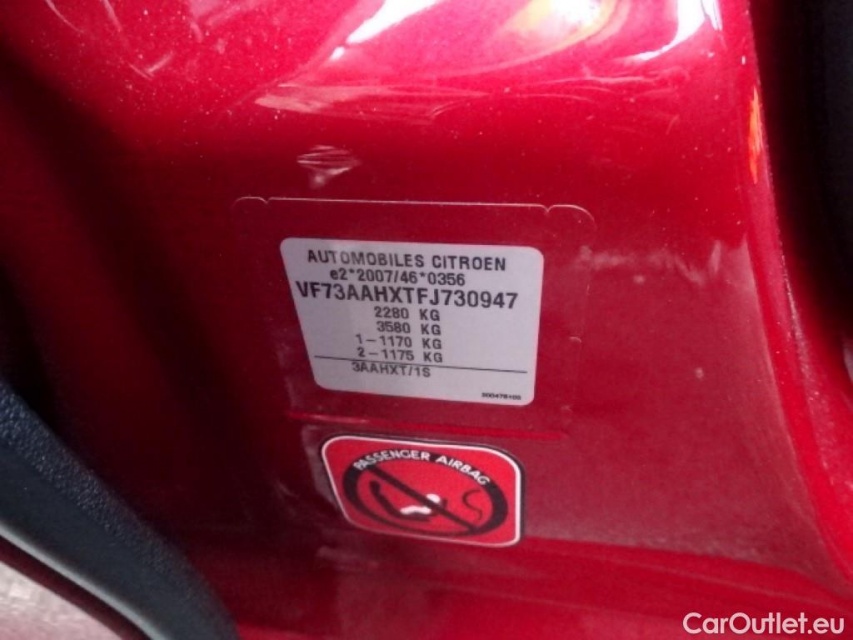 AUTOMOBILES CITROEN
e2*2007/46*0356
VF73AAHXTFJ730947
2280 KG
3580 KG
1-1170 KG
2-1175 KG
3AAHXT/1S
PASSENGER AIRBAG
CarOutlet.eu